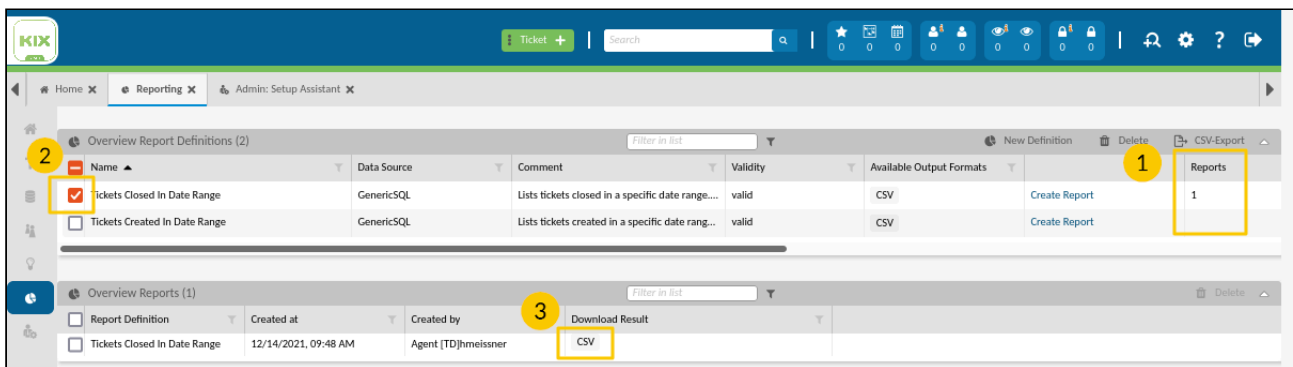 KIX
Ticket +
Search
0 0 0 0 0 0 0 0 0
Home Reporting Admin: Setup Assistant
Overview Report Definitions (2) Filter in list New Definition Delete CSV-Export
2 1
Name Data Source Comment Validity Available Output Formats Reports
Tickets Closed In Date Range GenericSQL Lists tickets closed in a specific date range.... valid CSV Create Report 1
Tickets Created In Date Range GenericSQL Lists tickets created in a specific date rang... valid CSV Create Report
Overview Reports (1) Filter in list Delete
3
Report Definition Created at Created by Download Result
Tickets Closed In Date Range 12/14/2021, 09:48 AM Agent [TD]hmeissner CSV